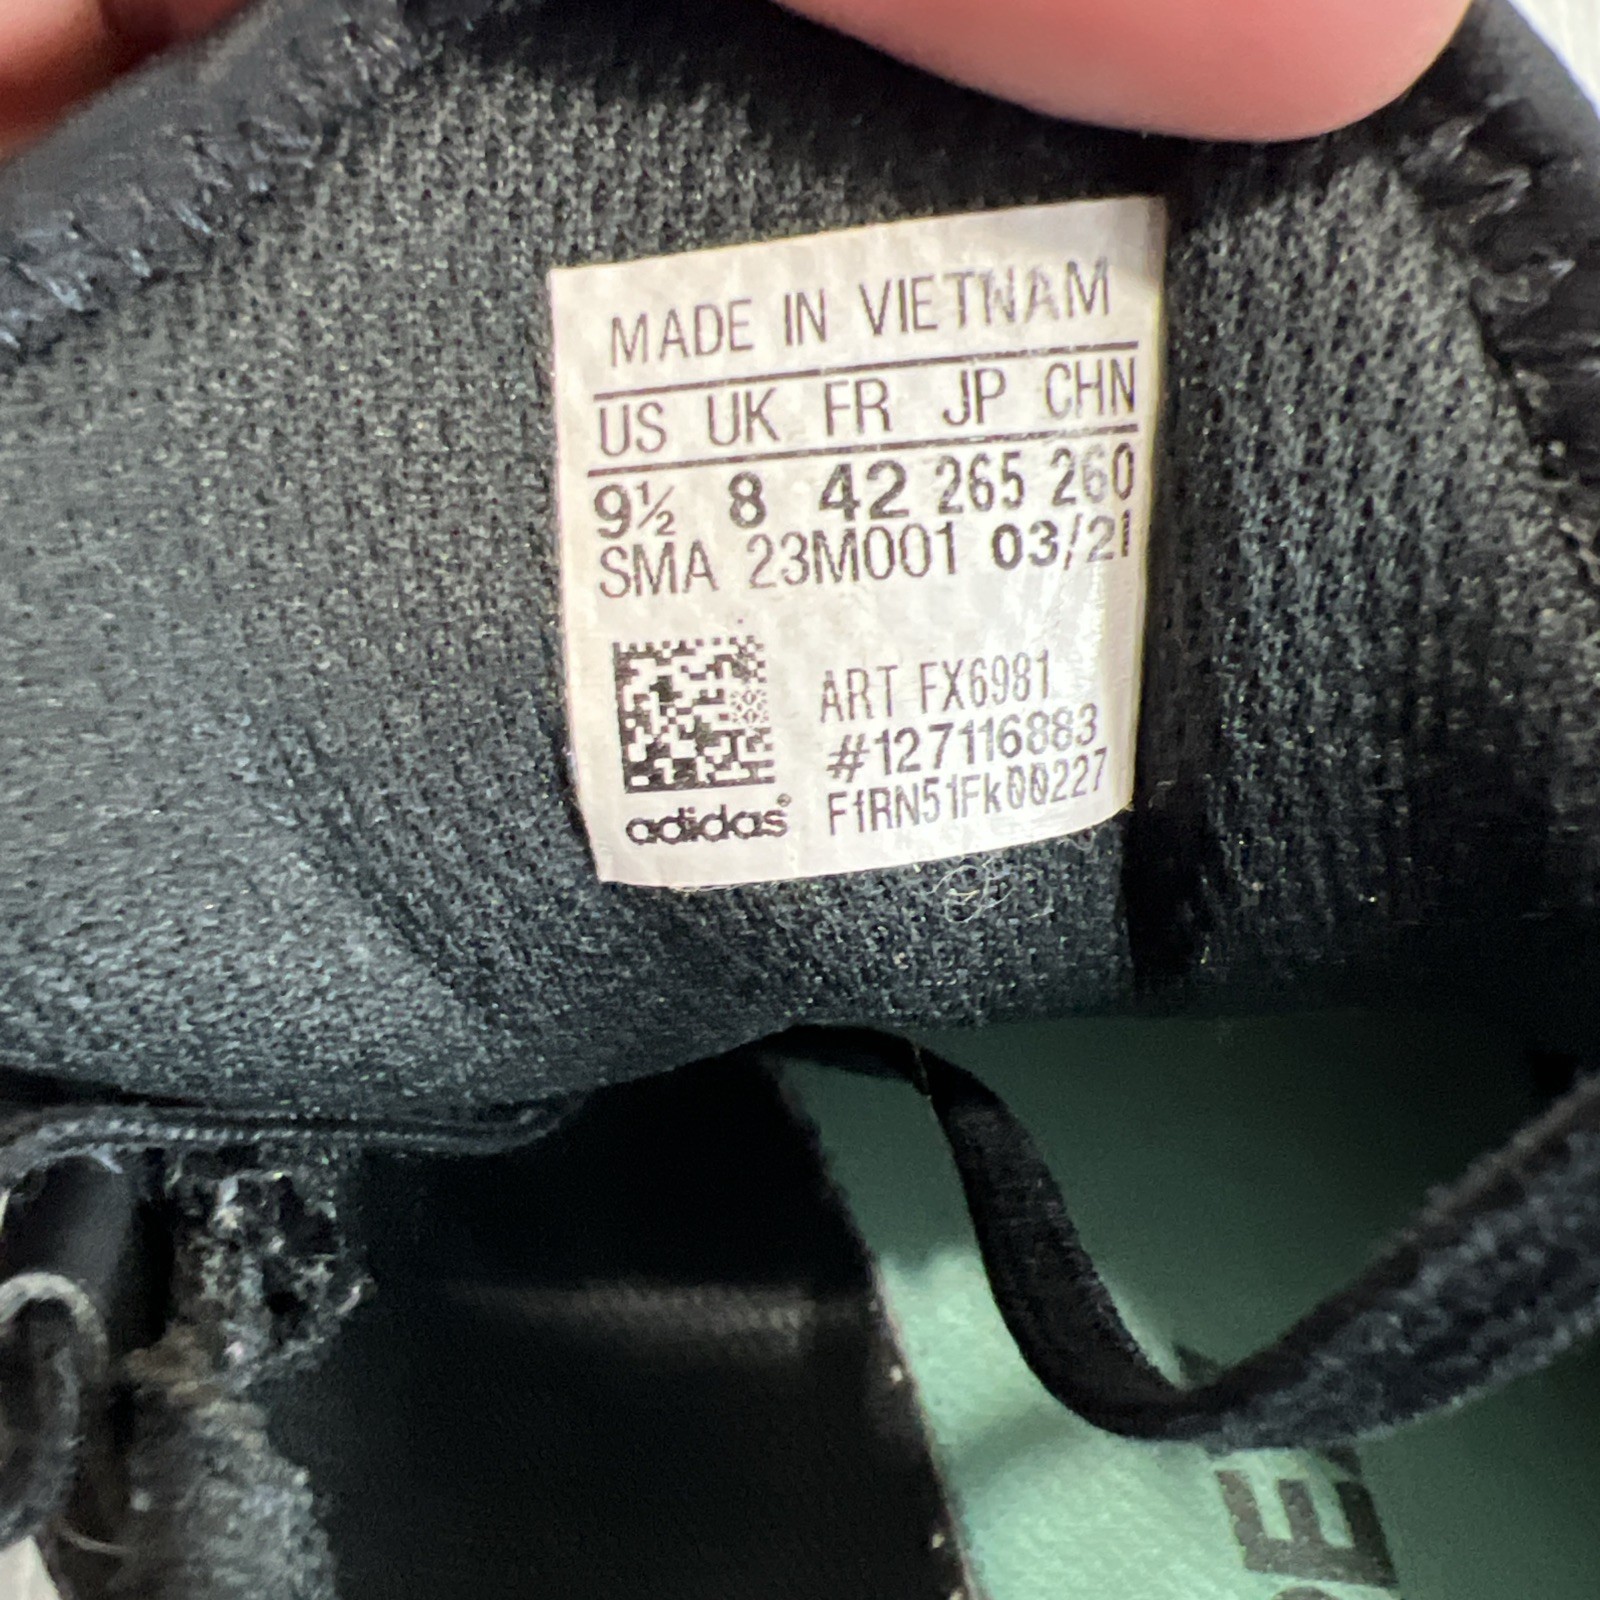 MADE IN VIETNAM
US UK FR JP CHN
9½ 8 42 265 260
SMA 23M001 03/21
ART FX6981
#127116883
F1RN51Fk00227
adidas®